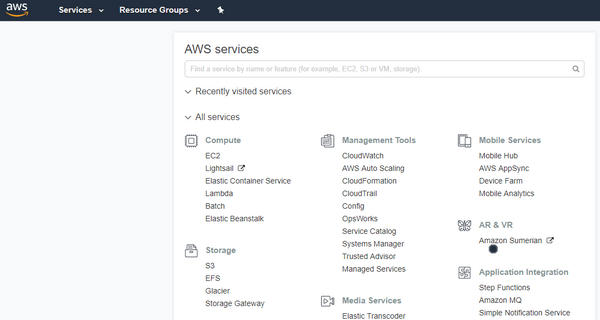 aws
Services
Resource Groups
AWS services
Find a service by name or feature (for example, EC2, S3 or VM, storage).
Recently visited services
All services
Compute
EC2
Lightsail
Elastic Container Service
Lambda
Batch
Elastic Beanstalk
Storage
S3
EFS
Glacier
Storage Gateway
Management Tools
CloudWatch
AWS Auto Scaling
CloudFormation
CloudTrail
Config
OpsWorks
Service Catalog
Systems Manager
Trusted Advisor
Managed Services
Media Services
Elastic Transcoder
Mobile Services
Mobile Hub
AWS AppSync
Device Farm
Mobile Analytics
AR & VR
Amazon Sumerian
Application Integration
Step Functions
Amazon MQ
Simple Notification Service